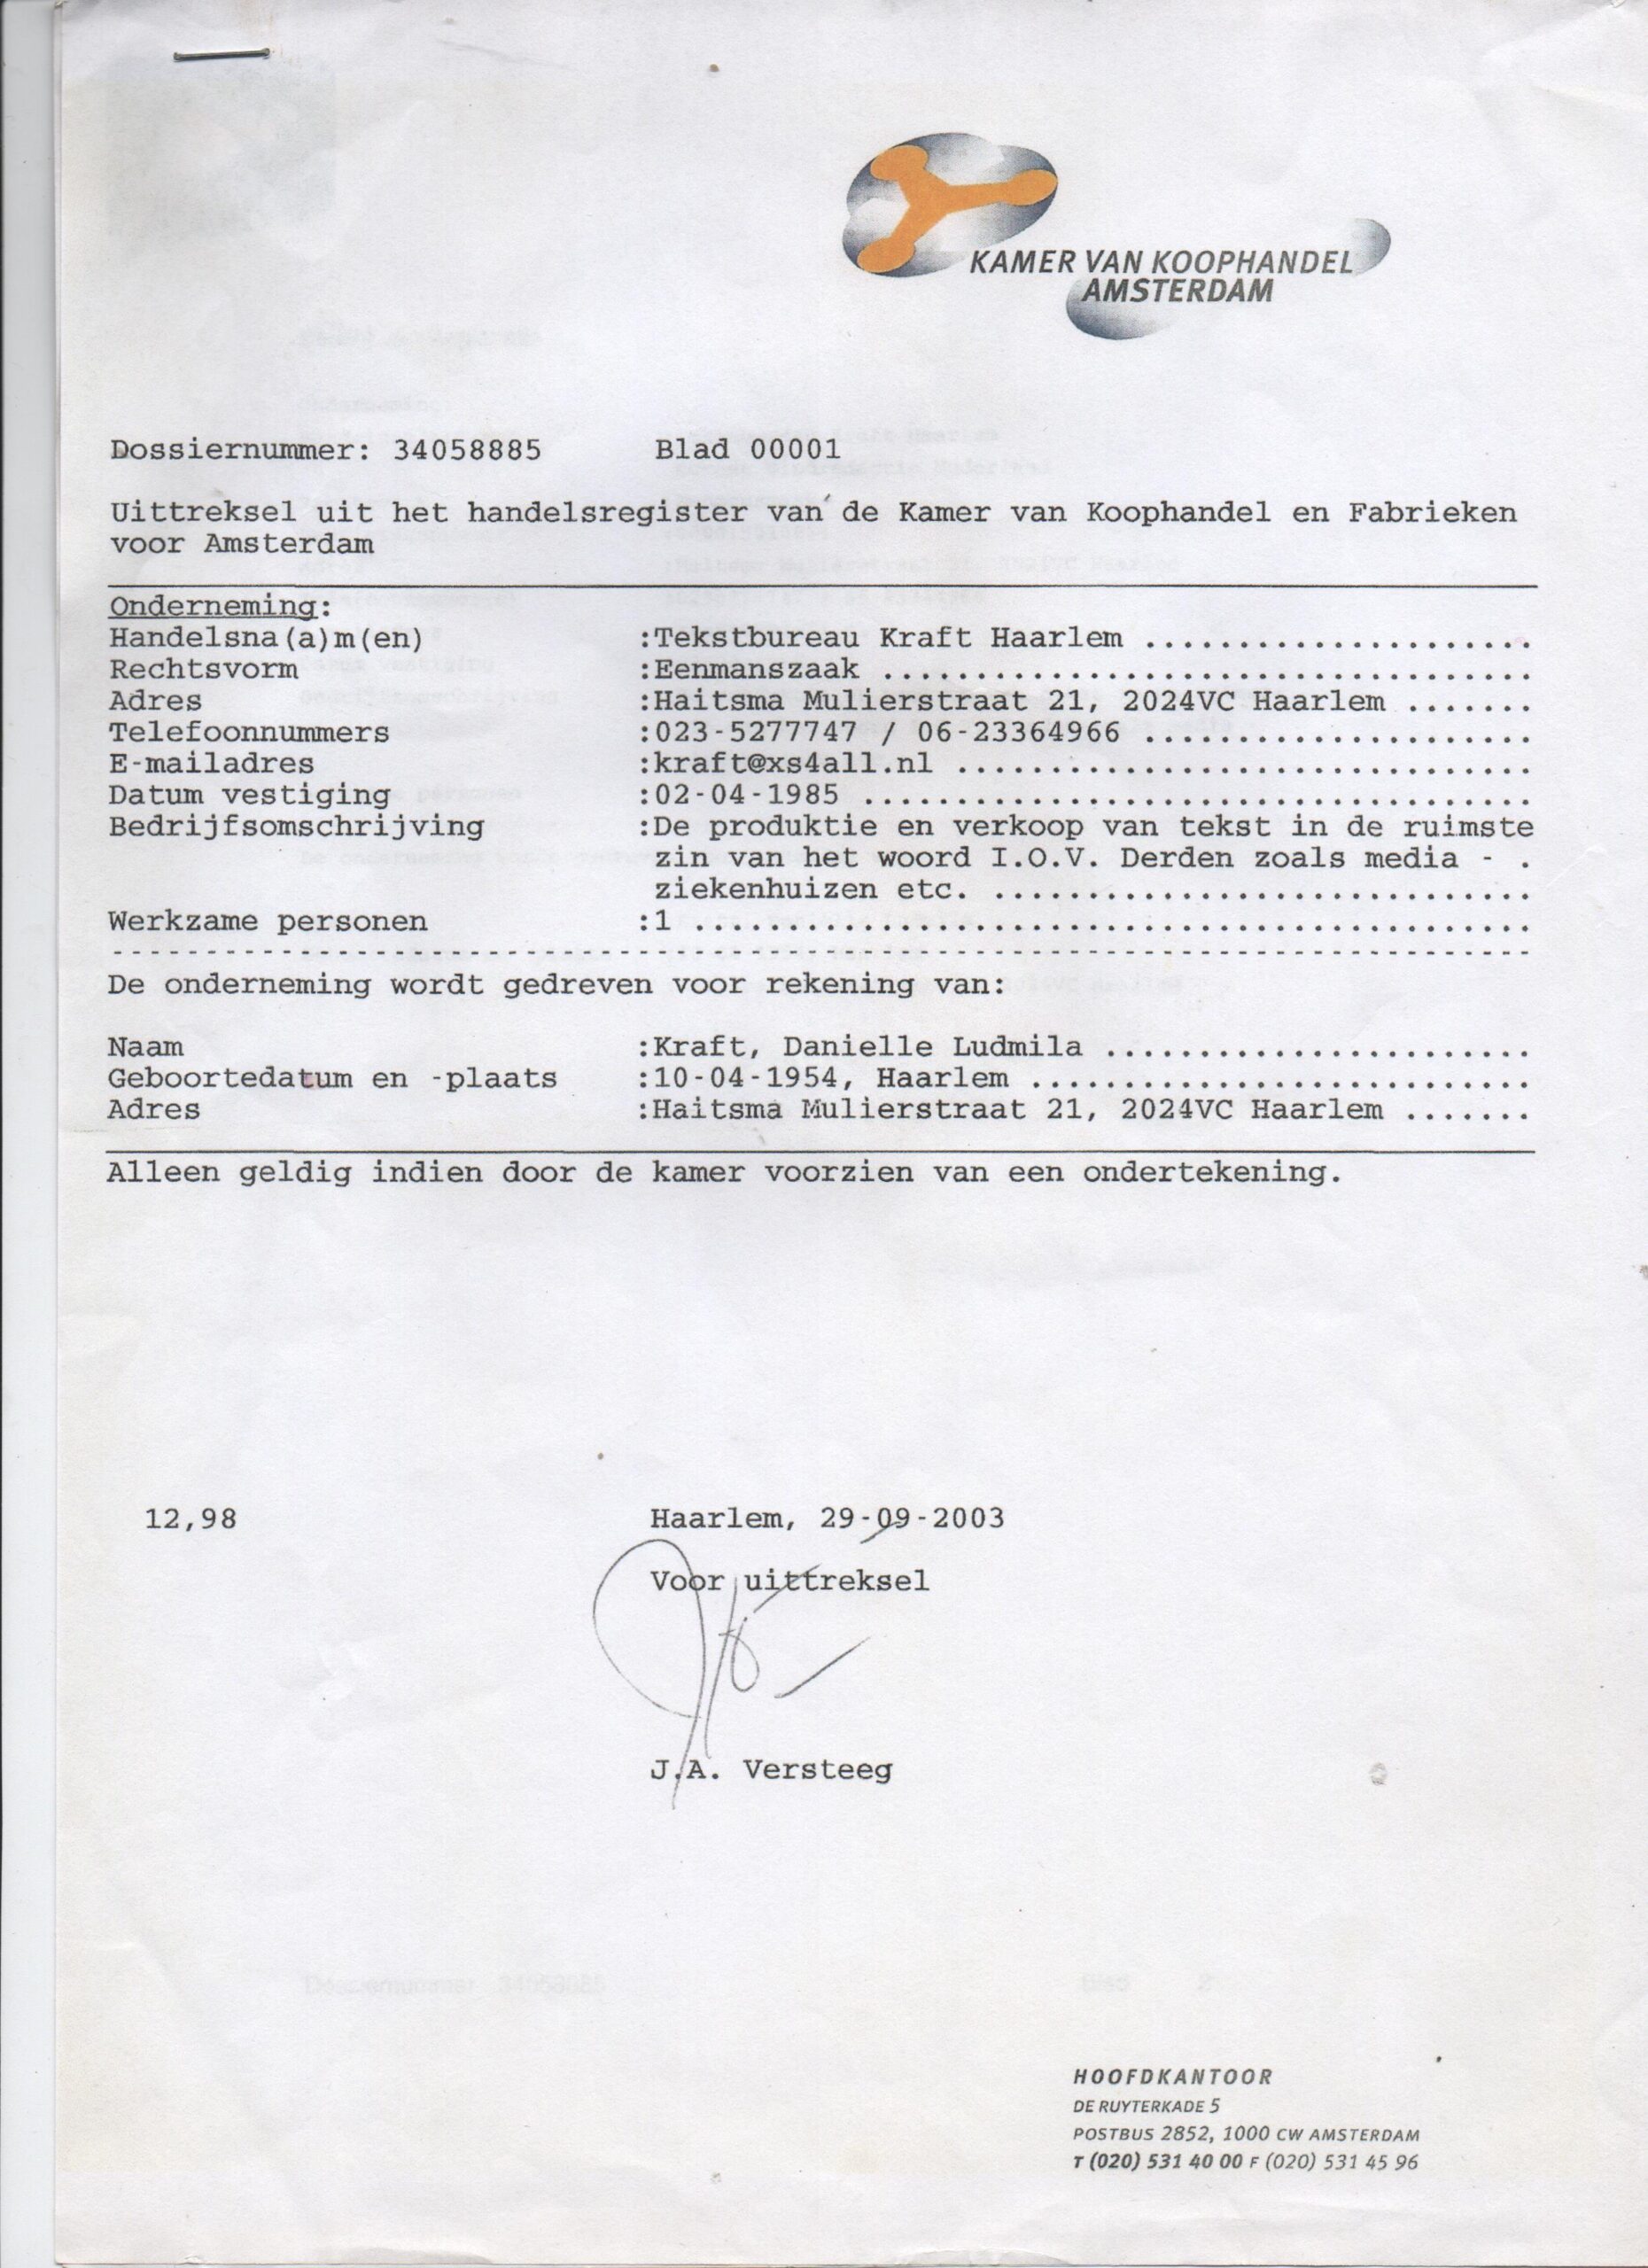 KAMER VAN KOOPHANDEL
AMSTERDAM
Dossiernummer: 34058885 Blad 00001
Uittreksel uit het handelsregister van de Kamer van Koophandel en Fabrieken
voor Amsterdam
Onderneming:
Handelsna(a)m(en) :Tekstbureau Kraft Haarlem .....................
Rechtsvorm :Eenmanszaak ...................................
Adres :Haitsma Mulierstraat 21, 2024VC Haarlem .......
Telefoonnummers :023-5277747 / 06-23364966 .....................
E-mailadres :kraft@xs4all.nl ...............................
Datum vestiging :02-04-1985 ....................................
Bedrijfsomschrijving :De produktie en verkoop van tekst in de ruimste
zin van het woord I.O.V. Derden zoals media - .
ziekenhuizen etc. .............................
Werkzame personen :1 .............................................
De onderneming wordt gedreven voor rekening van:
Naam :Kraft, Danielle Ludmila .......................
Geboortedatum en -plaats :10-04-1954, Haarlem ...........................
Adres :Haitsma Mulierstraat 21, 2024VC Haarlem .......
Alleen geldig indien door de kamer voorzien van een ondertekening.
12,98 Haarlem, 29-09-2003
Voor uittreksel
J.A. Versteeg
Dossiernummer 34058885 Blad 2
HOOFDKANTOOR
DE RUYTERKADE 5
POSTBUS 2852, 1000 CW AMSTERDAM
T (020) 531 40 00 F (020) 531 45 96